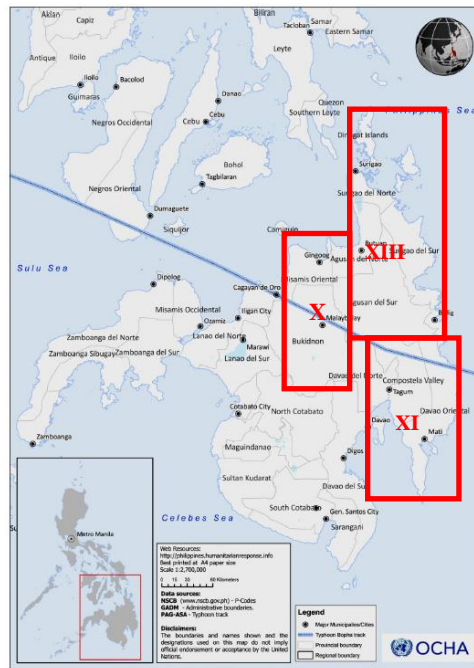 Aklan
Capiz
Antique
Iloilo
Iloilo
Guimaras
Bacolod
Negros Occidental
Negros Oriental
Dumaguete
Siquijor
Cebu
Cebu
Danao
Bohol
Tagbilaran
Biliran
Tacloban
Samar
Eastern Samar
Leyte
Quezon
Southern Leyte
Philippines Sea
Dinagat Islands
Surigao
Surigao del Norte
Camiguin
Gingoog
Butuan
Agusan del Norte
XIII
Surigao del Sur
Sulu Sea
Dipolog
Cagayan de Oro
Misamis Oriental
Agusan del Sur
X
Malaybalay
Misamis Occidental
Iligan City
Ozamiz
Lanao del Norte
Bukidnon
Marawi
Lanao del Sur
Zamboanga del Norte
Zamboanga Sibugay
Zamboanga del Sur
Davao del Norte
Compostela Valley
Tagum
Cotabato City
North Cotabato
Davao Oriental
XI
Davao
Mati
Zamboanga
Maguindanao
Digos
Sultan Kudarat
Davao del Sur
South Cotabato
Gen. Santos City
Sarangani
Celebes Sea
Metro Manila
Web Resources:
http://philippines.humanitarianresponse.info
Best printed at A4 paper size
Scale 1:2,700,000
0 15 30 60 Kilometers
Data sources:
NSCB (www.nscb.gov.ph) - P-Codes
GADM - Administrative boundaries.
PAG-ASA - Typhoon track
Disclaimers:
The boundaries and names shown and the
designations used on this map do not imply
official endorsement or acceptance by the United
Nations.
Legend
Major Municipalities/Cities
Typhoon Bopha track
Provincial boundary
Regional boundary
OCHA